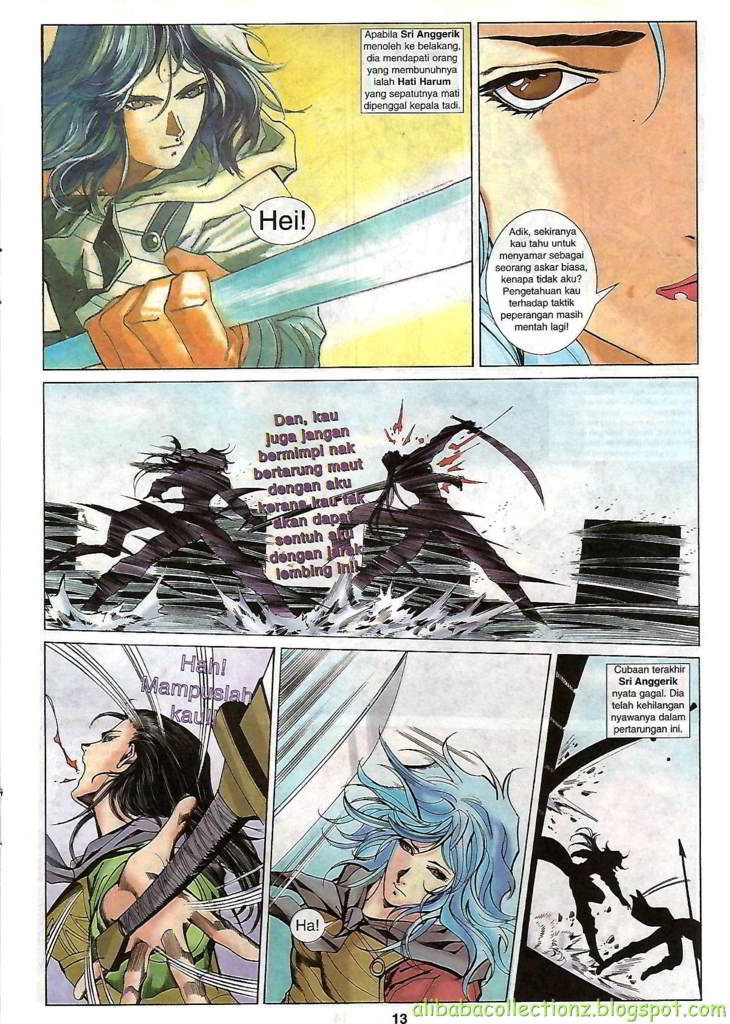 Apabila Sri Anggerik
menoleh ke belakang,
dia mendapati orang
yang membunuhnya
ialah Hati Harum
yang sepatutnya mati
dipenggal kepala tadi.
Hei!
Adik, sekiranya
kau tahu untuk
menyamar sebagai
seorang askar biasa,
kenapa tidak aku?
Pengetahuan kau
terhadap taktik
peperangan masih
mentah lagi!
Dan, kau
juga jangan
bermimpi nak
bertarung maut
dengan aku
kerana kau tak
akan dapat
sentuh aku
dengan jarak
lembing ini!
Hah!
Mampuslah
kau!!
Ha!
Cubaan terakhir
Sri Anggerik
nyata gagal. Dia
telah kehilangan
nyawanya dalam
pertarungan ini.
13
alibabacollectionz.blogspot.com